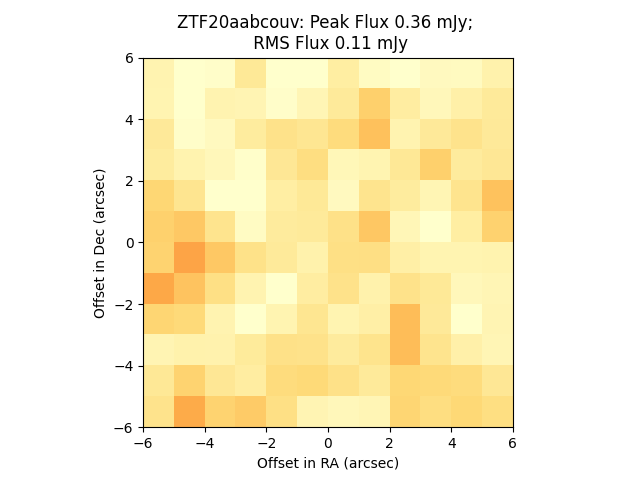 ZTF20aabcouv: Peak Flux 0.36 mJy;
RMS Flux 0.11 mJy
6
4
2
0
−2
−4
−6
Offset in Dec (arcsec)
−6 −4 −2 0 2 4 6
Offset in RA (arcsec)